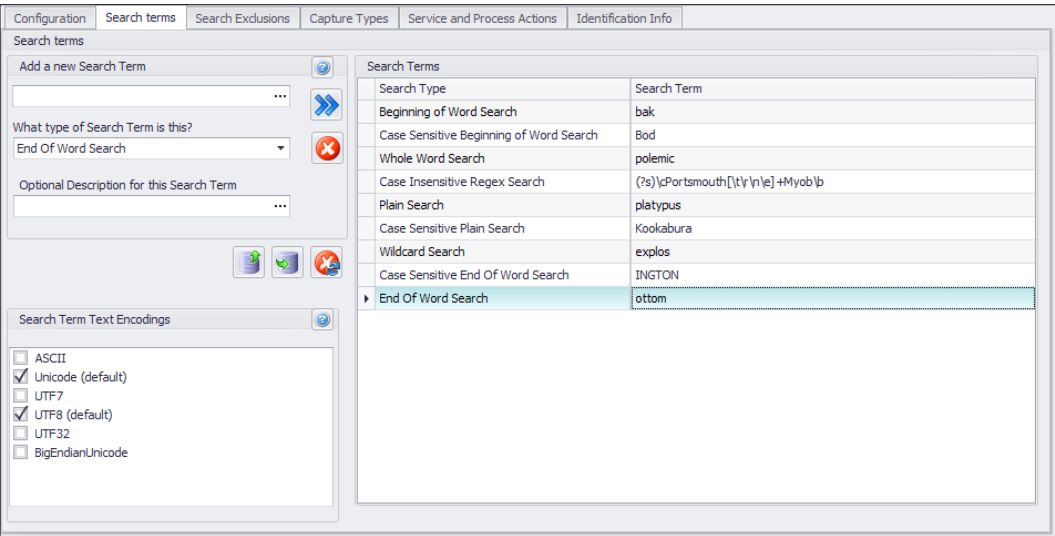 Configuration Search terms Search Exclusions Capture Types Service and Process Actions Identification Info
Search terms
Add a new Search Term
...
What type of Search Term is this?
End Of Word Search
Optional Description for this Search Term
...
Search Term Text Encodings
ASCII
Unicode (default)
UTF7
UTF8 (default)
UTF32
BigEndianUnicode
Search Terms
Search Type Search Term
Beginning of Word Search bak
Case Sensitive Beginning of Word Search Bod
Whole Word Search polemic
Case Insensitive Regex Search (?s)\cPortsmouth[\t\r\n\e]+Myob\b
Plain Search platypus
Case Sensitive Plain Search Kookabura
Wildcard Search explos
Case Sensitive End Of Word Search INGTON
End Of Word Search ottom